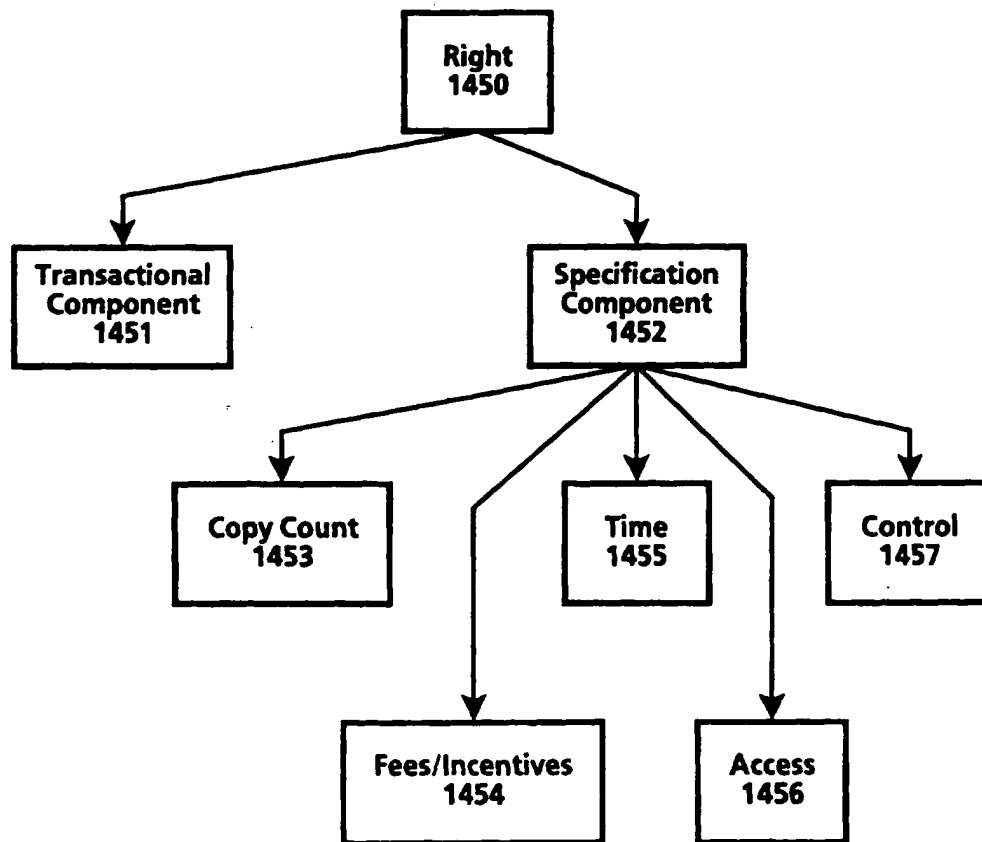 Right
1450
Transactional
Component
1451
Specification
Component
1452
Copy Count
1453
Time
1455
Control
1457
Fees/Incentives
1454
Access
1456